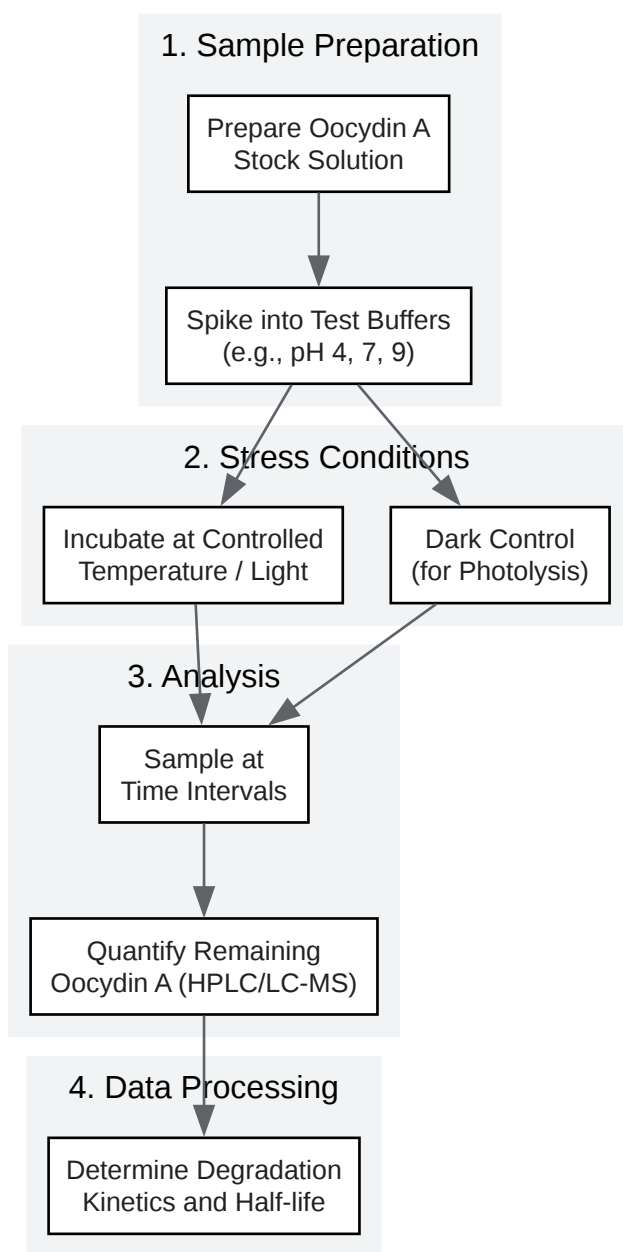 1. Sample Preparation
Prepare Oocydin A
Stock Solution
Spike into Test Buffers
(e.g., pH 4, 7, 9)
2. Stress Conditions
Incubate at Controlled
Temperature / Light
Dark Control
(for Photolysis)
3. Analysis
Sample at
Time Intervals
Quantify Remaining
Oocydin A (HPLC/LC-MS)
4. Data Processing
Determine Degradation
Kinetics and Half-life